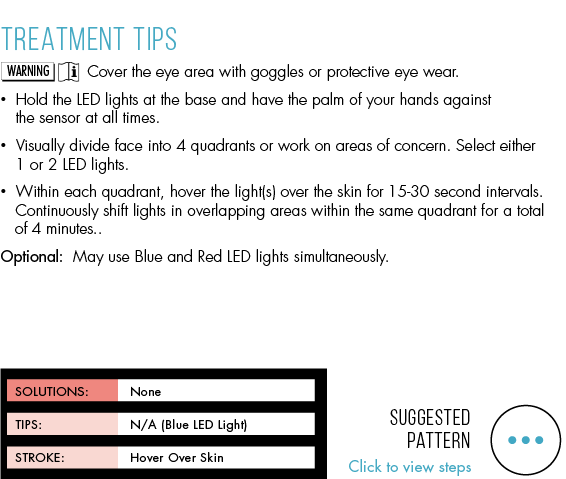 TREATMENT TIPS
WARNING i Cover the eye area with goggles or protective eye wear.
• Hold the LED lights at the base and have the palm of your hands against
the sensor at all times.
• Visually divide face into 4 quadrants or work on areas of concern. Select either
1 or 2 LED lights.
• Within each quadrant, hover the light(s) over the skin for 15-30 second intervals.
Continuously shift lights in overlapping areas within the same quadrant for a total
of 4 minutes..
Optional: May use Blue and Red LED lights simultaneously.
SOLUTIONS: None
TIPS: N/A (Blue LED Light)
STROKE: Hover Over Skin
SUGGESTED
PATTERN
Click to view steps